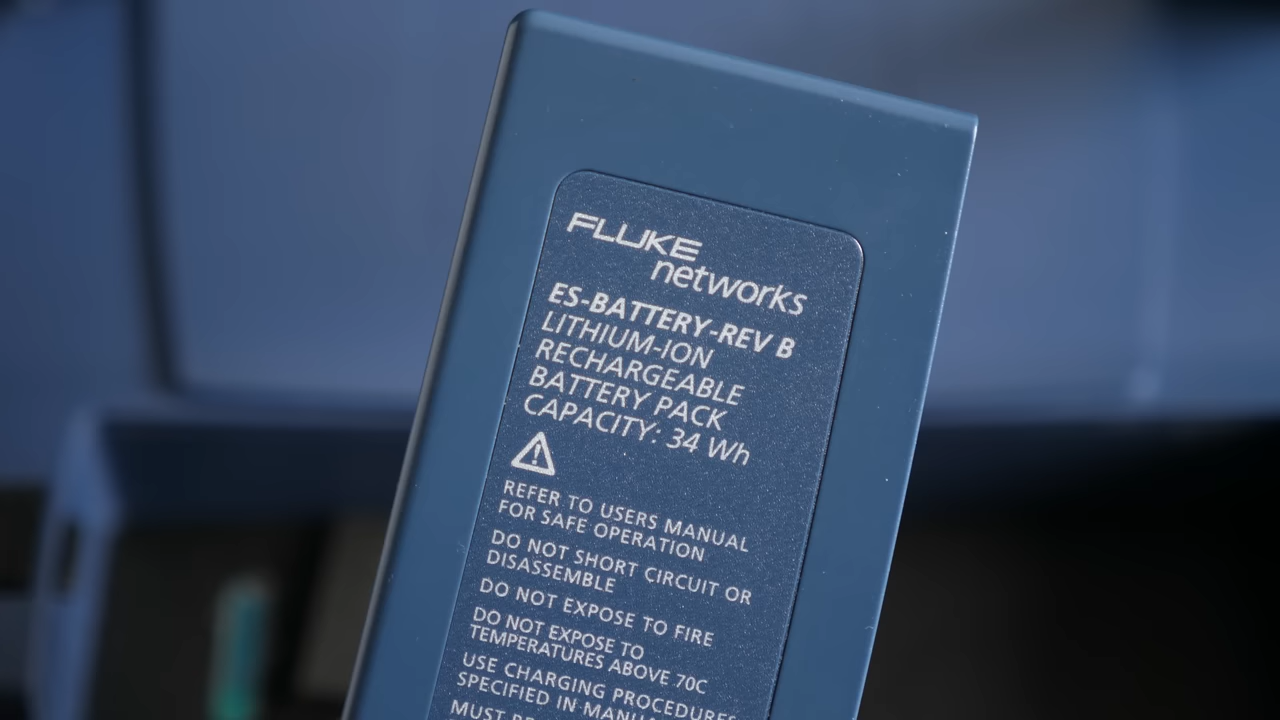 FLUKE
networks
ES-BATTERY-REV B
LITHIUM-ION
RECHARGEABLE
BATTERY PACK
CAPACITY: 34 Wh
REFER TO USERS MANUAL
FOR SAFE OPERATION
DO NOT SHORT CIRCUIT OR
DISASSEMBLE
DO NOT EXPOSE TO FIRE
DO NOT EXPOSE TO
TEMPERATURES ABOVE 70C
USE CHARGING PROCEDURES
SPECIFIED IN
MUST